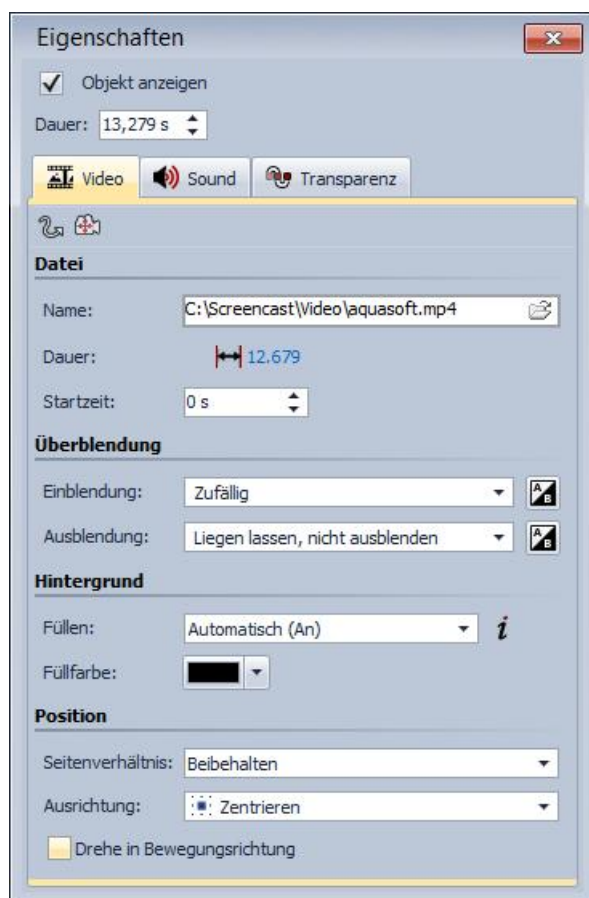 Eigenschaften
Objekt anzeigen
Dauer: 13,279 s
Video Sound Transparenz
Datei
Name: C:\Screencast\Video\aquasoft.mp4
Dauer: 12.679
Startzeit: 0 s
Überblendung
Einblendung: Zufällig A B
Ausblendung: Liegen lassen, nicht ausblenden A B
Hintergrund
Füllen: Automatisch (An) i
Füllfarbe:
Position
Seitenverhältnis: Beibehalten
Ausrichtung: Zentrieren
Drehe in Bewegungsrichtung